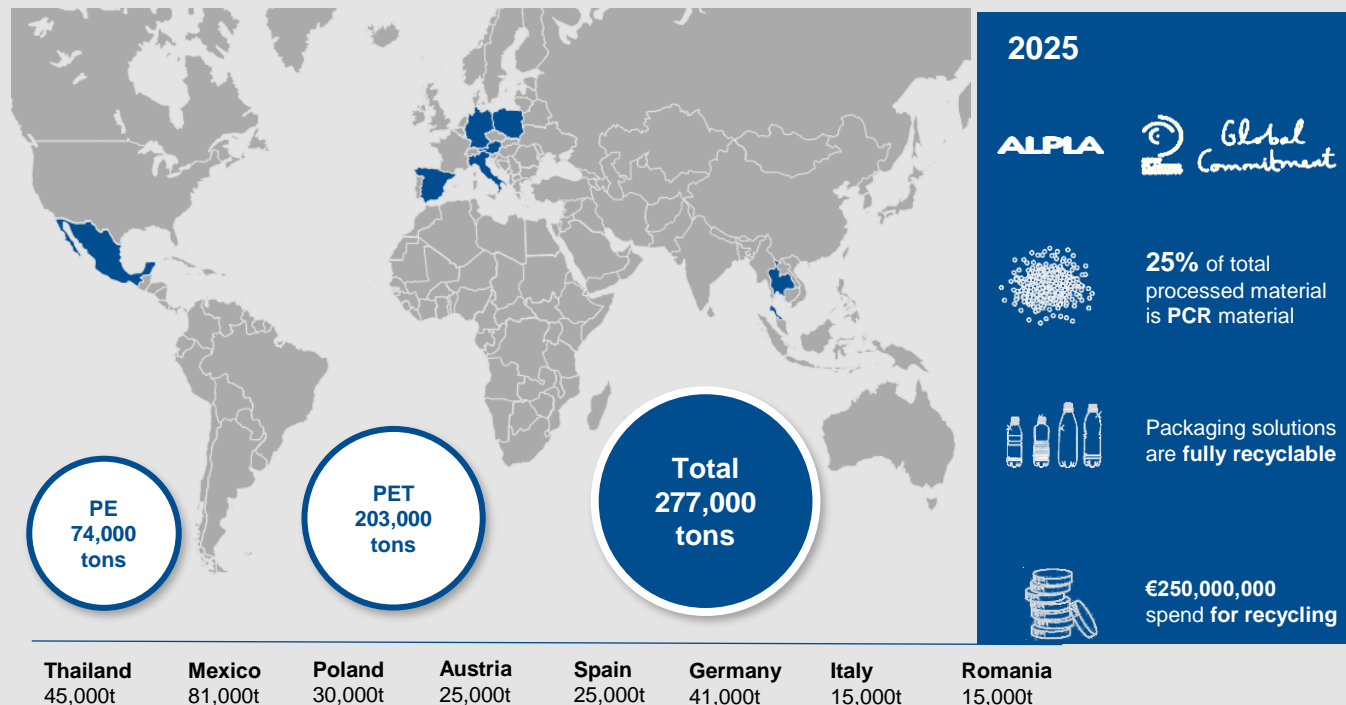 2025
ALPLA
Global
Commitment
25% of total
processed material
is PCR material
Packaging solutions
are fully recyclable
€250,000,000
spend for recycling
PE
74,000
tons
PET
203,000
tons
Total
277,000
tons
Thailand
45,000t
Mexico
81,000t
Poland
30,000t
Austria
25,000t
Spain
25,000t
Germany
41,000t
Italy
15,000t
Romania
15,000t